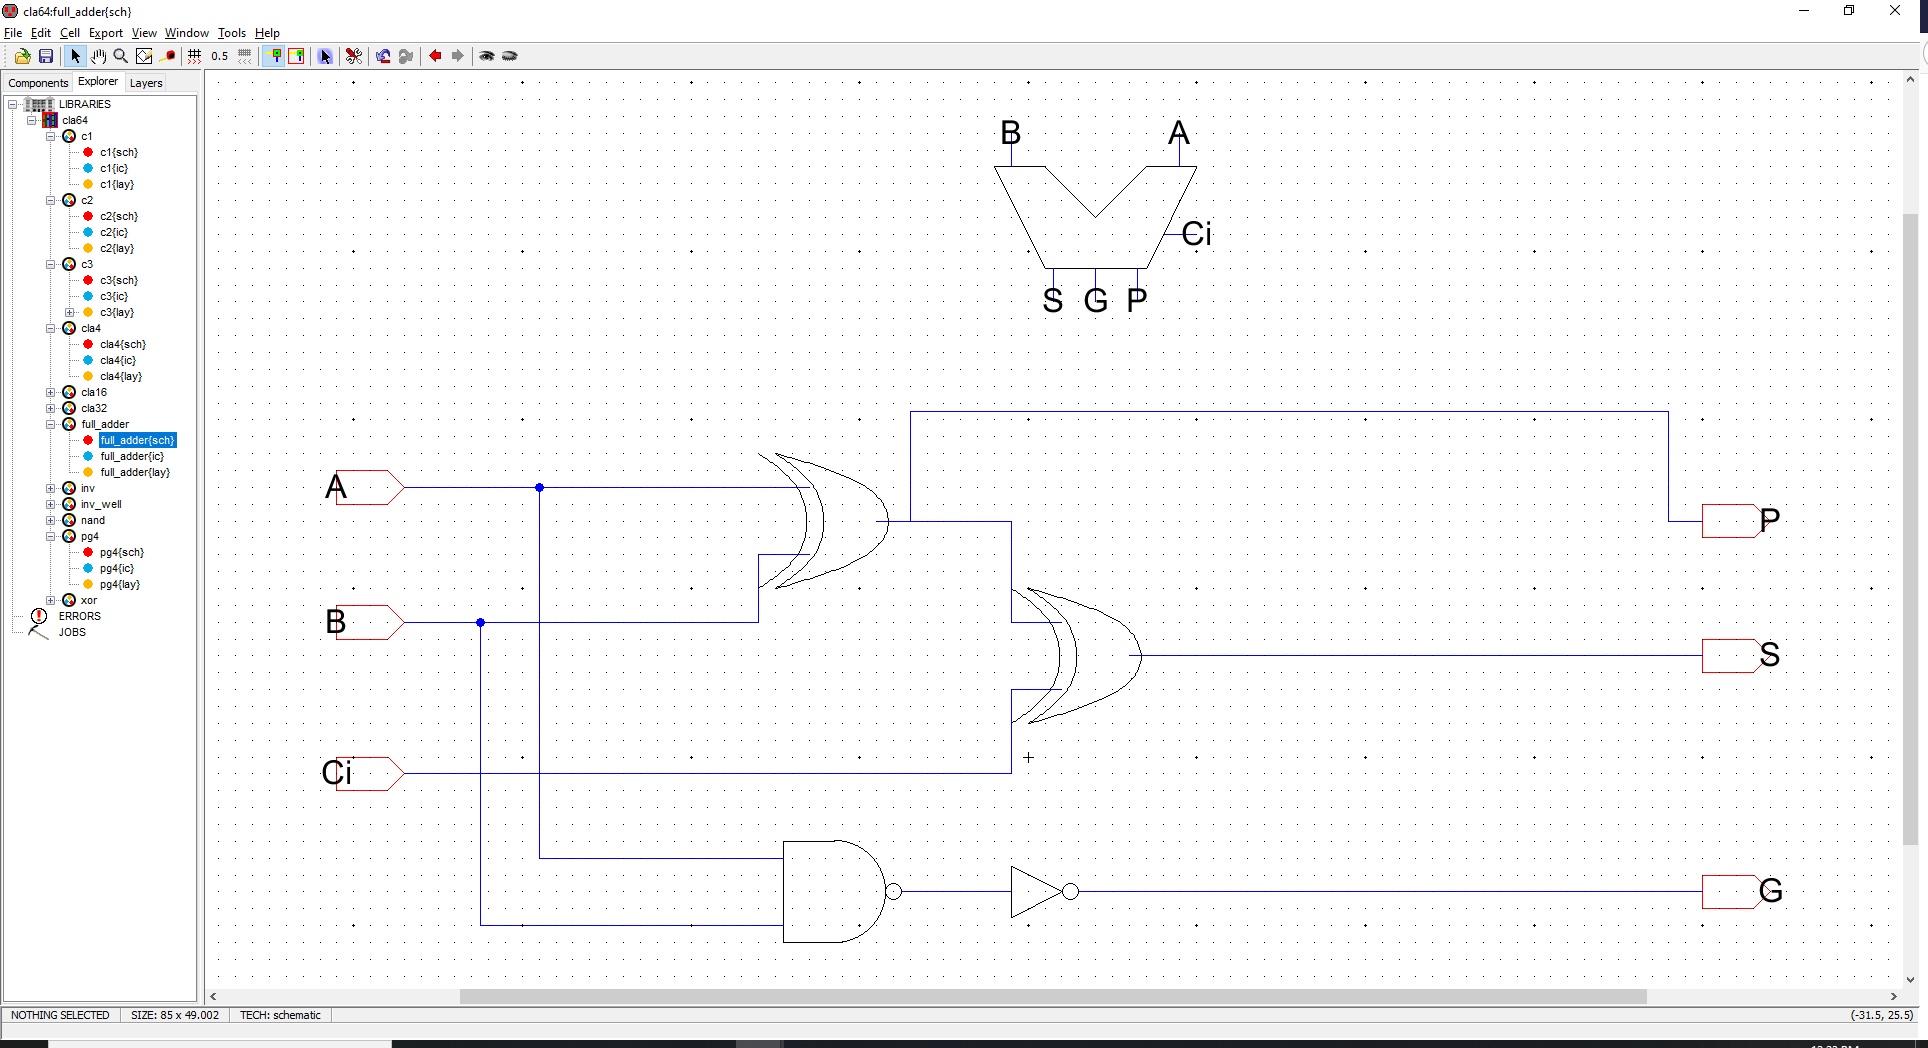 cla64:full_adder{sch}
File Edit Cell Export View Window Tools Help
0.5
Components Explorer Layers
LIBRARIES
cla64
c1
c1{sch}
c1{ic}
c1{lay}
c2
c2{sch}
c2{ic}
c2{lay}
c3
c3{sch}
c3{ic}
c3{lay}
cla4
cla4{sch}
cla4{ic}
cla4{lay}
cla16
cla32
full_adder
full_adder{sch}
full_adder{ic}
full_adder{lay}
inv
inv_well
nand
pg4
pg4{sch}
pg4{ic}
pg4{lay}
xor
ERRORS
JOBS
B A
Ci
S G P
A
P
B
S
Ci
G
NOTHING SELECTED SIZE: 85 x 49.002 TECH: schematic (-31.5, 25.5)